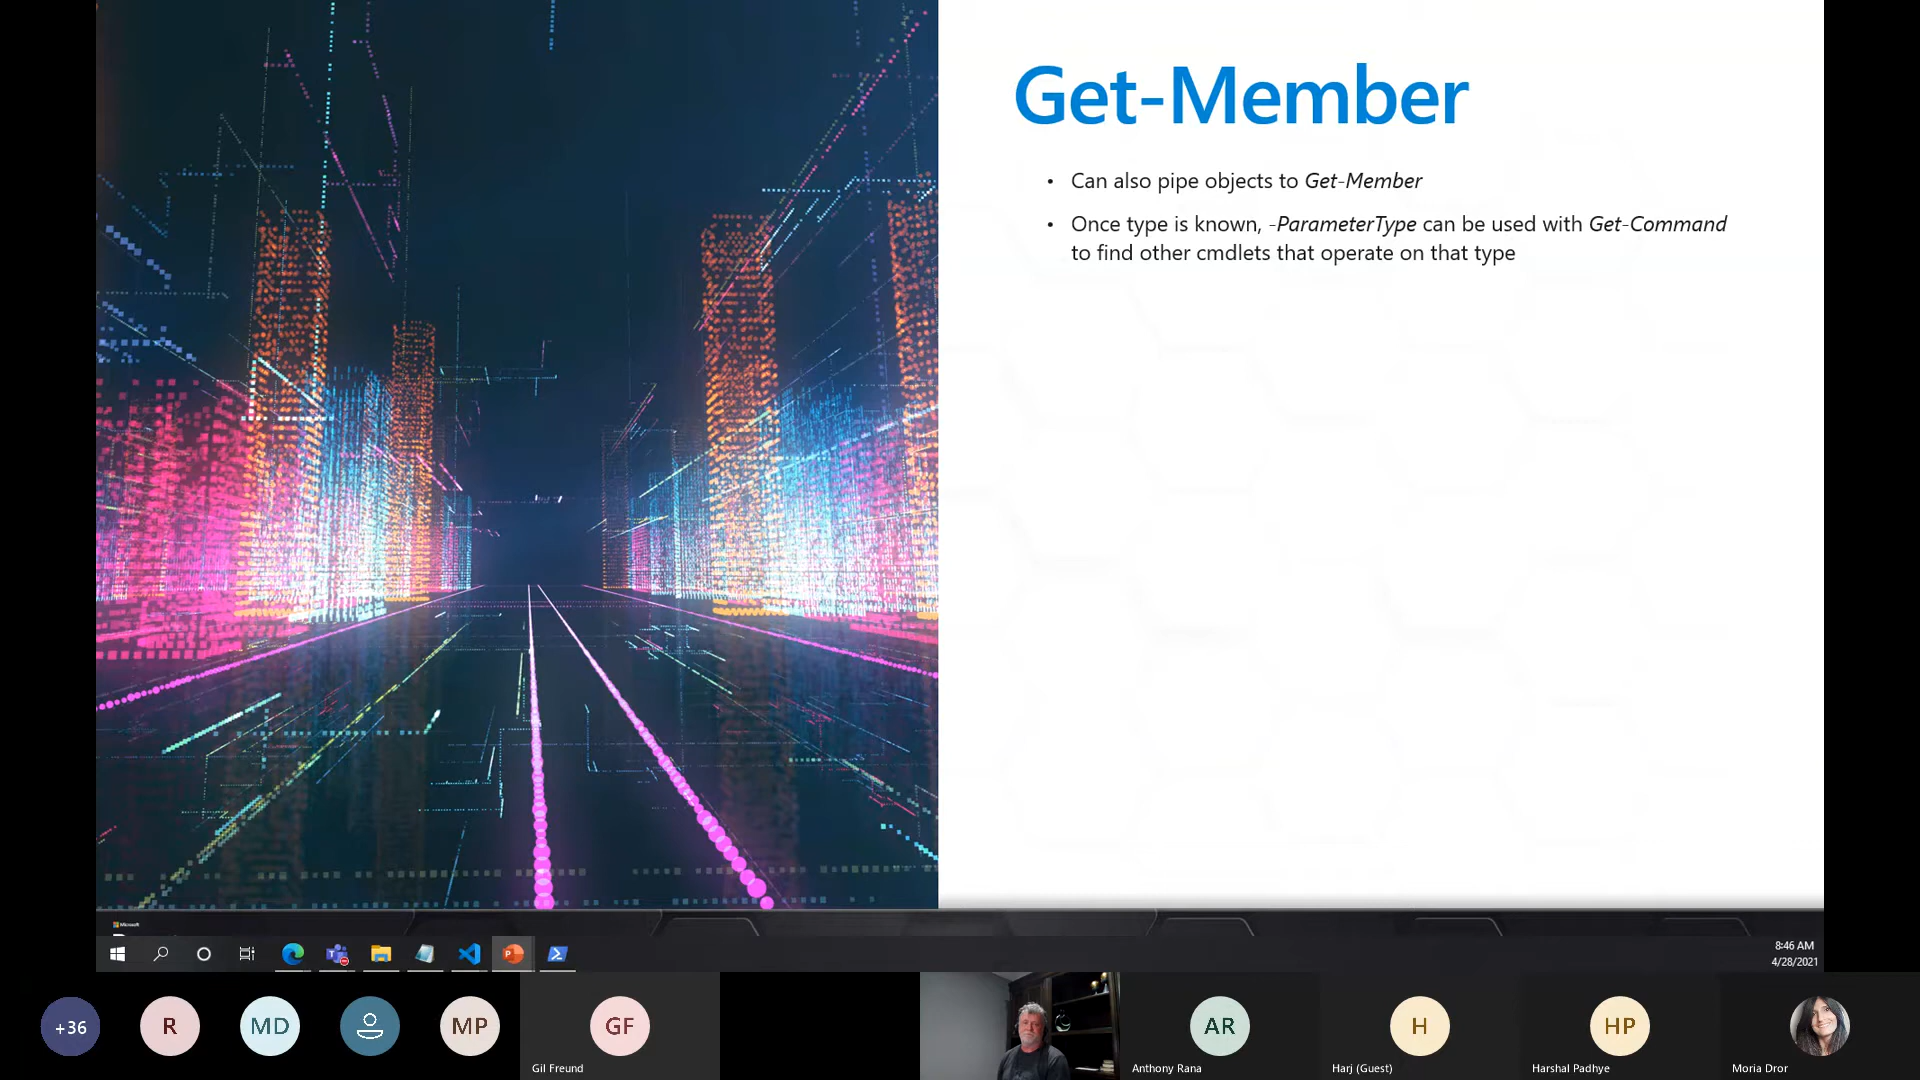 Get-Member
• Can also pipe objects to Get-Member
• Once type is known, -ParameterType can be used with Get-Command
to find other cmdlets that operate on that type
Microsoft
8:46 AM
4/28/2021
+36
R
MD
MP
GF
Gil Freund
AR
Anthony Rana
H
Harj (Guest)
HP
Harshal Padhye
Moria Dror